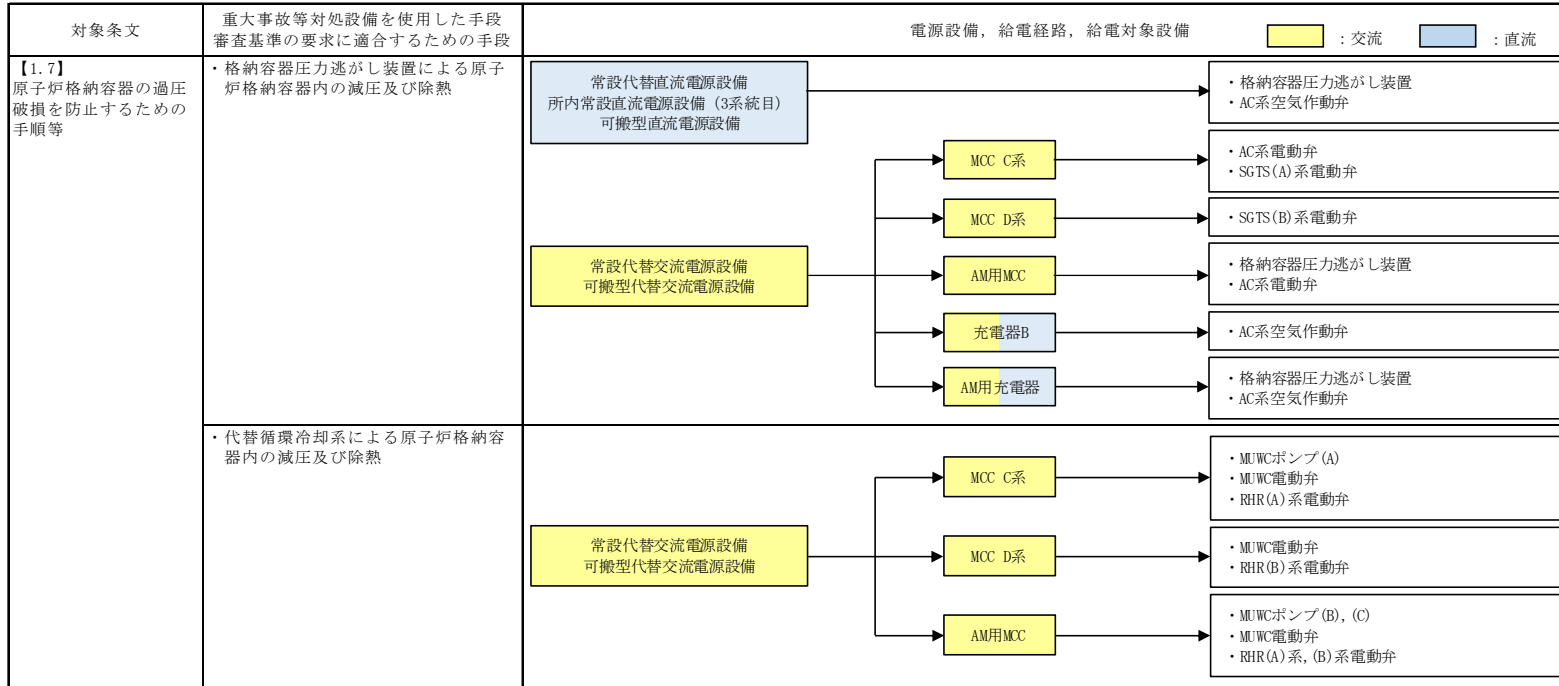 対象条文
重大事故等対処設備を使用した手段
審査基準の要求に適合するための手段
電源設備, 給電経路, 給電対象設備
：交流
：直流
【1.7】
原子炉格納容器の過圧
破損を防止するための
手順等
・格納容器圧力逃がし装置による原子
炉格納容器内の減圧及び除熱
常設代替直流電源設備
所内常設直流電源設備 (3系統目)
可搬型直流電源設備
・格納容器圧力逃がし装置
・AC系空気作動弁
常設代替交流電源設備
可搬型代替交流電源設備
MCC C系
・AC系電動弁
・SGTS(A)系電動弁
MCC D系
・SGTS(B)系電動弁
AM用MCC
・格納容器圧力逃がし装置
・AC系電動弁
充電器B
・AC系空気作動弁
AM用充電器
・格納容器圧力逃がし装置
・AC系空気作動弁
・代替循環冷却系による原子炉格納容
器内の減圧及び除熱
常設代替交流電源設備
可搬型代替交流電源設備
MCC C系
・MUWCポンプ(A)
・MUWC電動弁
・RHR(A)系電動弁
MCC D系
・MUWC電動弁
・RHR(B)系電動弁
AM用MCC
・MUWCポンプ(B), (C)
・MUWC電動弁
・RHR(A)系, (B)系電動弁